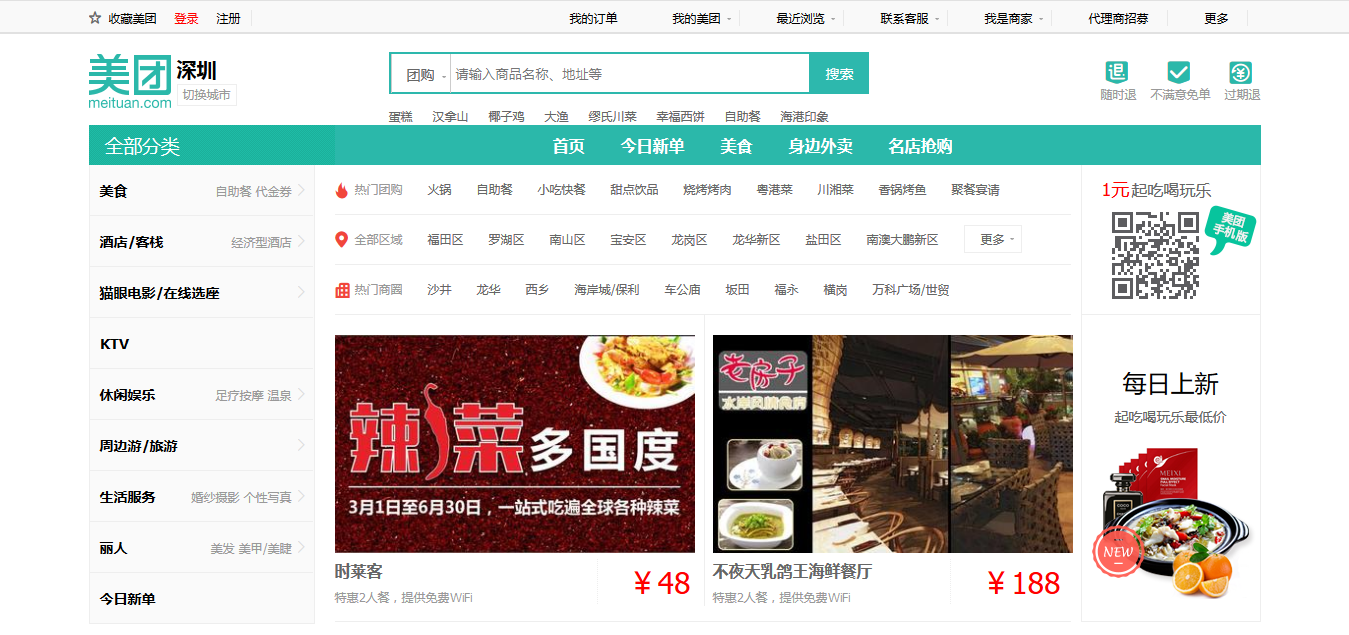 收藏美团 登录 注册 我的订单 我的美团 最近浏览 联系客服 我是商家 代理商招募 更多
美团 深圳
meituan.com 切换城市
团购 请输入商品名称、地址等 搜索
退 随时退 不满意免单 过期退
蛋糕 汉拿山 椰子鸡 大渔 缪氏川菜 幸福西饼 自助餐 海港印象
全部分类 首页 今日新单 美食 身边外卖 名店抢购
美食 自助餐 代金券
酒店/客栈 经济型酒店
猫眼电影/在线选座
KTV
休闲娱乐 足疗按摩 温泉
周边游/旅游
生活服务 婚纱摄影 个性写真
丽人 美发 美甲/美睫
今日新单
热门团购 火锅 自助餐 小吃快餐 甜点饮品 烧烤烤肉 粤港菜 川湘菜 香锅烤鱼 聚餐宴请
全部区域 福田区 罗湖区 南山区 宝安区 龙岗区 龙华新区 盐田区 南澳大鹏新区 更多
热门商圈 沙井 龙华 西乡 海岸城/保利 车公庙 坂田 福永 横岗 万科广场/世贸
辣菜多国度
3月1日至6月30日，一站式吃遍全球各种辣菜
时莱客
特惠2人餐，提供免费WiFi
￥48
老房子
水岸风情食府
不夜天乳鸽王海鲜餐厅
特惠2人餐，提供免费WiFi
￥188
1元起吃喝玩乐
美团
手机版
每日上新
起吃喝玩乐最低价
MEIXI
COCO
NEW